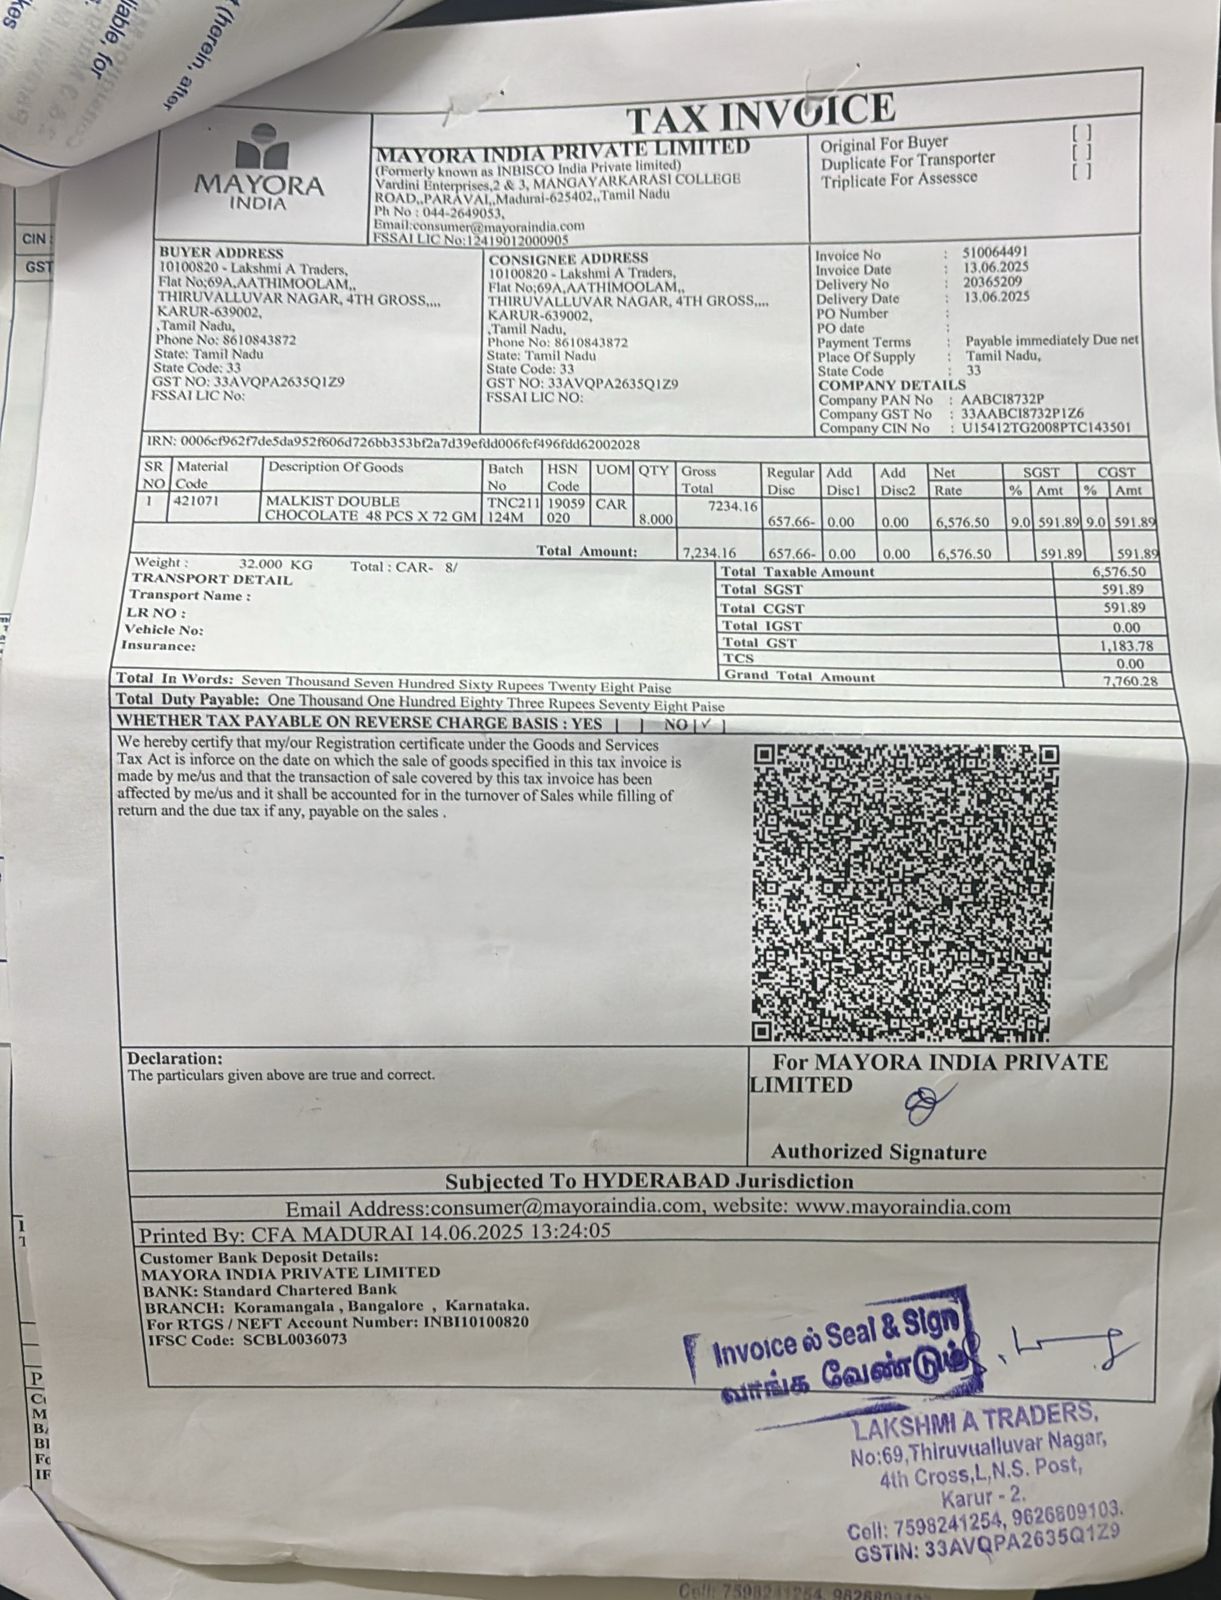 t (herein, after
liable, for
kes
CIN :
GST
TAX INVOICE
MAYORA
INDIA
MAYORA INDIA PRIVATE LIMITED
(Formerly known as INBISCO India Private limited)
Vardini Enterprises,2 & 3, MANGAYARKARASI COLLEGE
ROAD,,PARAVAI,,Madurai-625402,,Tamil Nadu
Ph No : 044-2649053,
Email:consumer@mayoraindia.com
FSSAI LIC No:12419012000905
Original For Buyer [ ]
Duplicate For Transporter [ ]
Triplicate For Assessee [ ]
BUYER ADDRESS
10100820 - Lakshmi A Traders,
Flat No;69A,AATHIMOOLAM,,
THIRUVALLUVAR NAGAR, 4TH GROSS,,,,
KARUR-639002,
,Tamil Nadu,
Phone No: 8610843872
State: Tamil Nadu
State Code: 33
GST NO: 33AVQPA2635Q1Z9
FSSAI LIC No:
CONSIGNEE ADDRESS
10100820 - Lakshmi A Traders,
Flat No;69A,AATHIMOOLAM,,
THIRUVALLUVAR NAGAR, 4TH GROSS,,,,
KARUR-639002,
,Tamil Nadu,
Phone No: 8610843872
State: Tamil Nadu
State Code: 33
GST NO: 33AVQPA2635Q1Z9
FSSAI LIC NO:
Invoice No : 510064491
Invoice Date : 13.06.2025
Delivery No : 20365209
Delivery Date : 13.06.2025
PO Number :
PO date :
Payment Terms : Payable immediately Due net
Place Of Supply : Tamil Nadu,
State Code : 33
COMPANY DETAILS
Company PAN No : AABCI8732P
Company GST No : 33AABCI8732P1Z6
Company CIN No : U15412TG2008PTC143501
IRN: 0006cf962f7de5da952f606d726bb353bf2a7d39efdd006fcf496fdd62002028
SR Material Description Of Goods Batch HSN UOM QTY Gross Regular Add Add Net SGST CGST
NO Code No Code Total Disc Disc1 Disc2 Rate % Amt % Amt
1 421071 MALKIST DOUBLE TNC211 19059 CAR 7234.16
CHOCOLATE 48 PCS X 72 GM 124M 020 8.000 657.66- 0.00 0.00 6,576.50 9.0 591.89 9.0 591.89
Total Amount: 7,234.16 657.66- 0.00 0.00 6,576.50 591.89 591.89
Weight : 32.000 KG Total : CAR- 8/
TRANSPORT DETAIL
Transport Name :
LR NO :
Vehicle No:
Insurance:
Total Taxable Amount 6,576.50
Total SGST 591.89
Total CGST 591.89
Total IGST 0.00
Total GST 1,183.78
TCS 0.00
Grand Total Amount 7,760.28
Total In Words: Seven Thousand Seven Hundred Sixty Rupees Twenty Eight Paise
Total Duty Payable: One Thousand One Hundred Eighty Three Rupees Seventy Eight Paise
WHETHER TAX PAYABLE ON REVERSE CHARGE BASIS : YES [ ] NO [✓ ]
We hereby certify that my/our Registration certificate under the Goods and Services
Tax Act is inforce on the date on which the sale of goods specified in this tax invoice is
made by me/us and that the transaction of sale covered by this tax invoice has been
affected by me/us and it shall be accounted for in the turnover of Sales while filling of
return and the due tax if any, payable on the sales .
Declaration:
The particulars given above are true and correct.
For MAYORA INDIA PRIVATE
LIMITED
Authorized Signature
Subjected To HYDERABAD Jurisdiction
Email Address:consumer@mayoraindia.com, website: www.mayoraindia.com
Printed By: CFA MADURAI 14.06.2025 13:24:05
Customer Bank Deposit Details:
MAYORA INDIA PRIVATE LIMITED
BANK: Standard Chartered Bank
BRANCH: Koramangala , Bangalore , Karnataka.
For RTGS / NEFT Account Number: INBI10100820
IFSC Code: SCBL0036073
Invoice ல் Seal & Sign
வாங்க வேண்டும்
LAKSHMI A TRADERS,
No:69,Thiruvualluvar Nagar,
4th Cross,L,N.S. Post,
Karur - 2.
Cell: 7598241254, 9626809103.
GSTIN: 33AVQPA2635Q1Z9